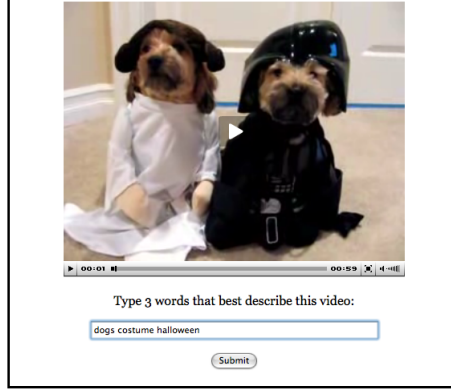 00:01 00:59
Type 3 words that best describe this video:
dogs costume halloween
Submit